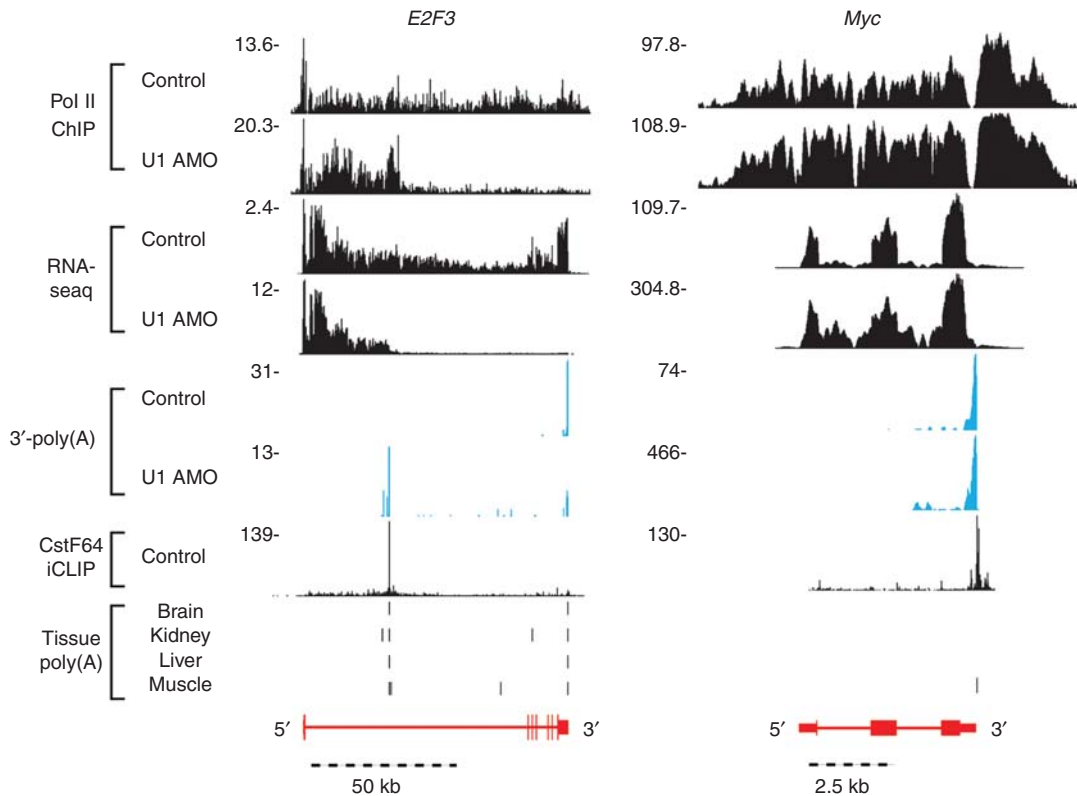 E2F3 Myc
13.6- 97.8-
Control
Pol II
ChIP
20.3- 108.9-
U1 AMO
2.4- 109.7-
Control
RNA-
seaq
12- 304.8-
U1 AMO
31- 74-
Control
3′-poly(A)
13- 466-
U1 AMO
139- 130-
CstF64
iCLIP
Control
Brain
Tissue
poly(A)
Kidney
Liver
Muscle
5′ 3′ 5′ 3′
50 kb 2.5 kb